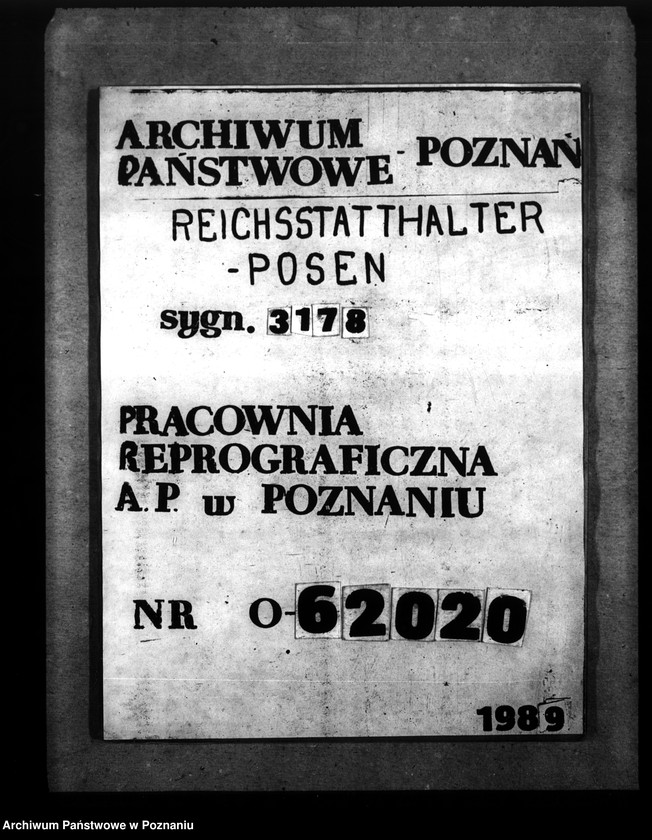 ARCHIWUM
PAŃSTWOWE - POZNAŃ
REICHSSTATTHALTER
-POSEN
sygn. 3178
PRACOWNIA
REPROGRAFICZNA
A.P. w POZNANIU
NR O-62020
1989
Archiwum Państwowe w Poznaniu